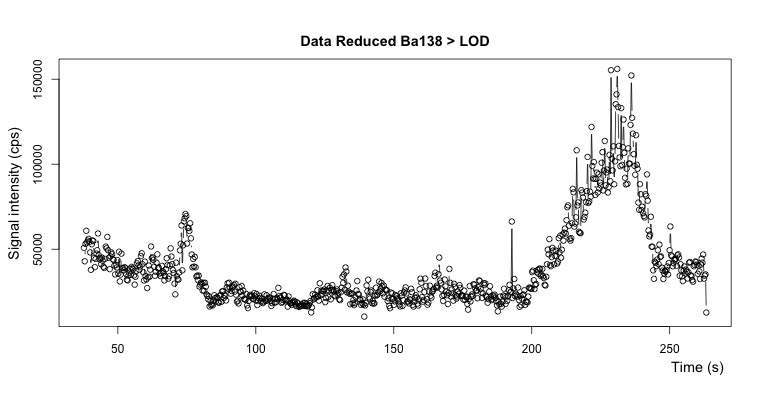 Data Reduced Ba138 > LOD
Signal intensity (cps)
150000
100000
50000
50
100
150
200
250
Time (s)